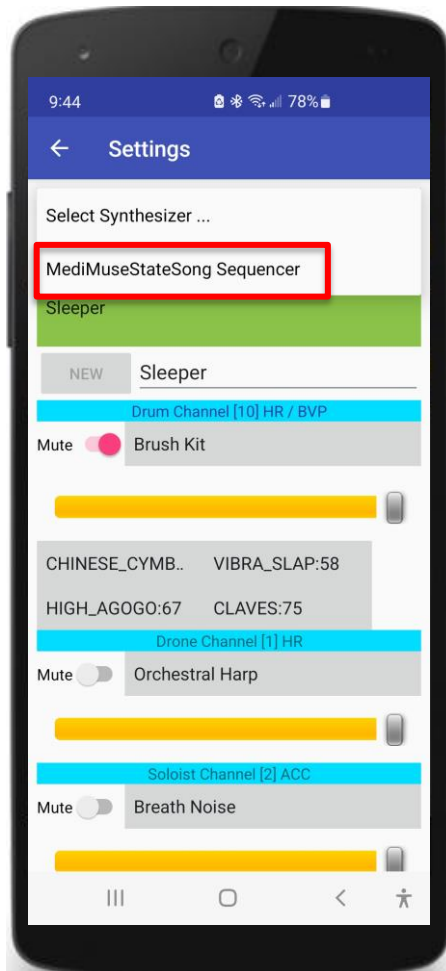 9:44 78%
Settings
Select Synthesizer ...
MediMuseStateSong Sequencer
Sleeper
NEW Sleeper
Drum Channel [10] HR / BVP
Mute Brush Kit
CHINESE_CYMB.. VIBRA_SLAP:58
HIGH_AGOGO:67 CLAVES:75
Drone Channel [1] HR
Mute Orchestral Harp
Soloist Channel [2] ACC
Mute Breath Noise